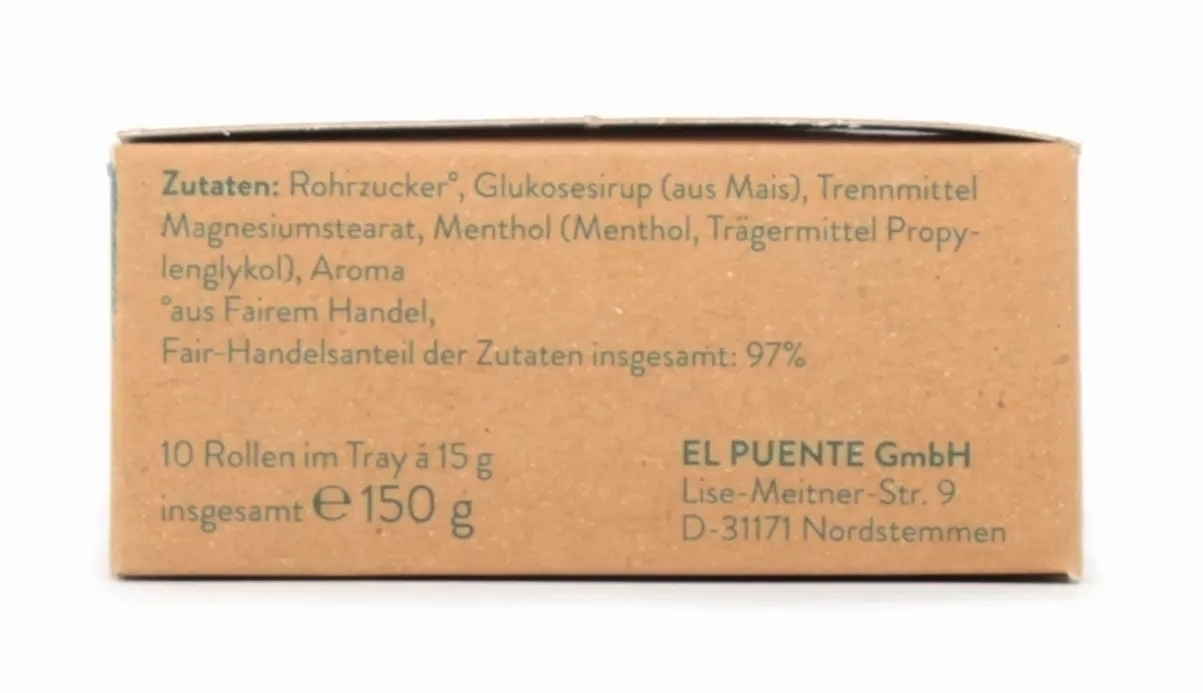 Zutaten: Rohrzucker°, Glukosesirup (aus Mais), Trennmittel
Magnesiumstearat, Menthol (Menthol, Trägermittel Propy-
lenglykol), Aroma
°aus Fairem Handel,
Fair-Handelsanteil der Zutaten insgesamt: 97%
10 Rollen im Tray á 15 g
insgesamt ℮ 150 g
EL PUENTE GmbH
Lise-Meitner-Str. 9
D-31171 Nordstemmen